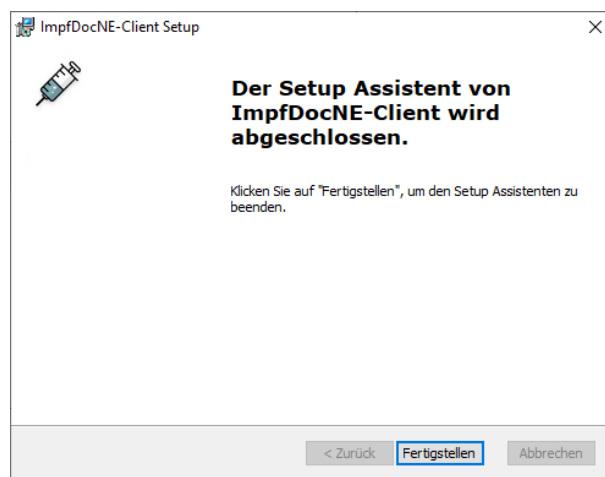 ImpfDocNE-Client Setup
Der Setup Assistent von
ImpfDocNE-Client wird
abgeschlossen.
Klicken Sie auf "Fertigstellen", um den Setup Assistenten zu
beenden.
< Zurück Fertigstellen Abbrechen